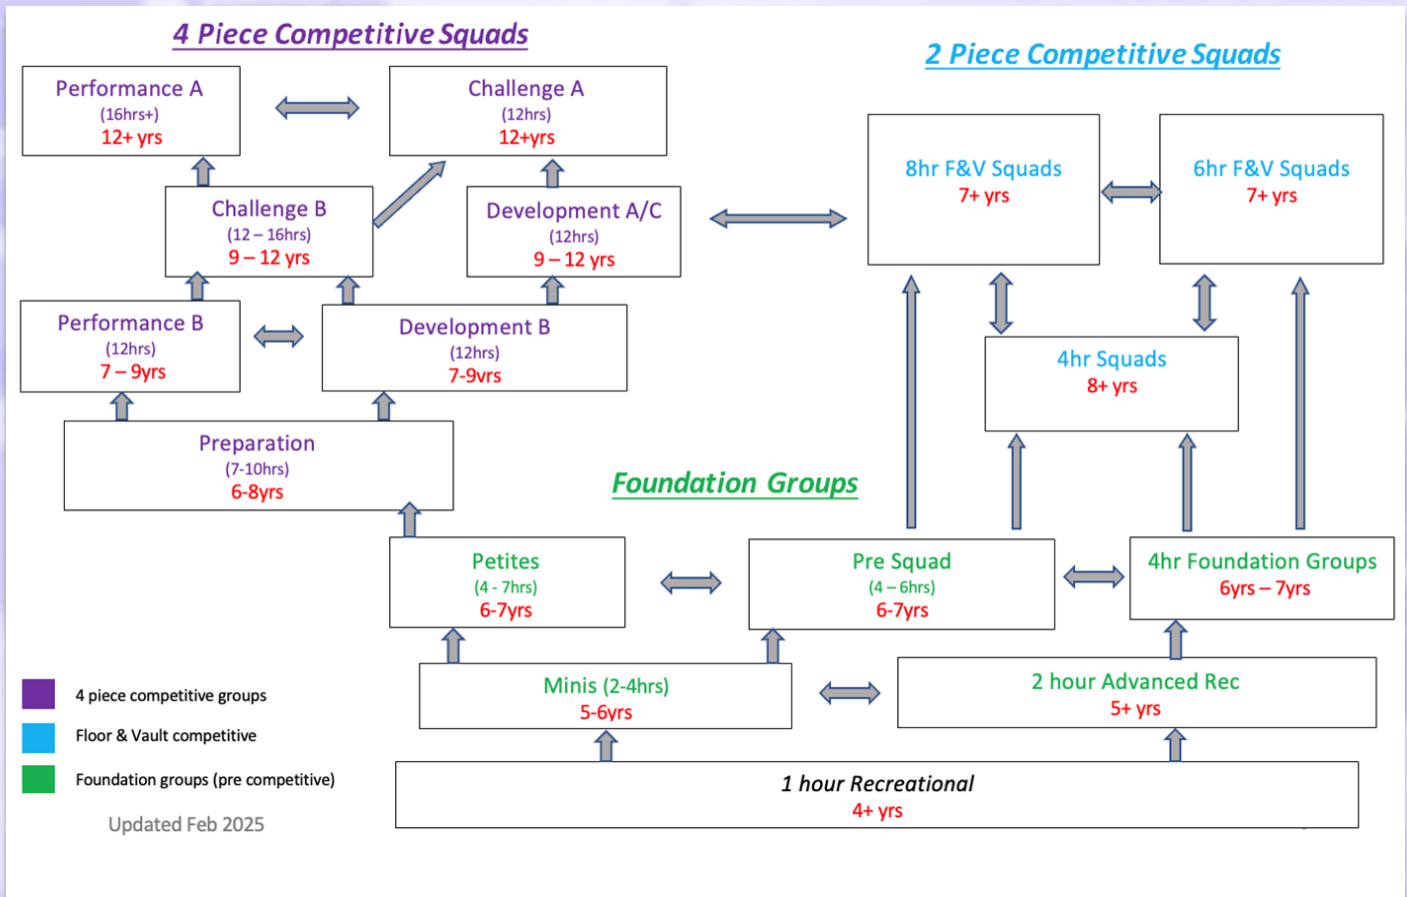 4 Piece Competitive Squads
2 Piece Competitive Squads
Performance A
(16hrs+)
12+ yrs
Challenge A
(12hrs)
12+yrs
8hr F&V Squads
7+ yrs
6hr F&V Squads
7+ yrs
Challenge B
(12 – 16hrs)
9 – 12 yrs
Development A/C
(12hrs)
9 – 12 yrs
Performance B
(12hrs)
7 – 9yrs
Development B
(12hrs)
7-9vrs
4hr Squads
8+ yrs
Preparation
(7-10hrs)
6-8yrs
Foundation Groups
Petites
(4 - 7hrs)
6-7yrs
Pre Squad
(4 – 6hrs)
6-7yrs
4hr Foundation Groups
6yrs – 7yrs
Minis (2-4hrs)
5-6yrs
2 hour Advanced Rec
5+ yrs
1 hour Recreational
4+ yrs
4 piece competitive groups
Floor & Vault competitive
Foundation groups (pre competitive)
Updated Feb 2025